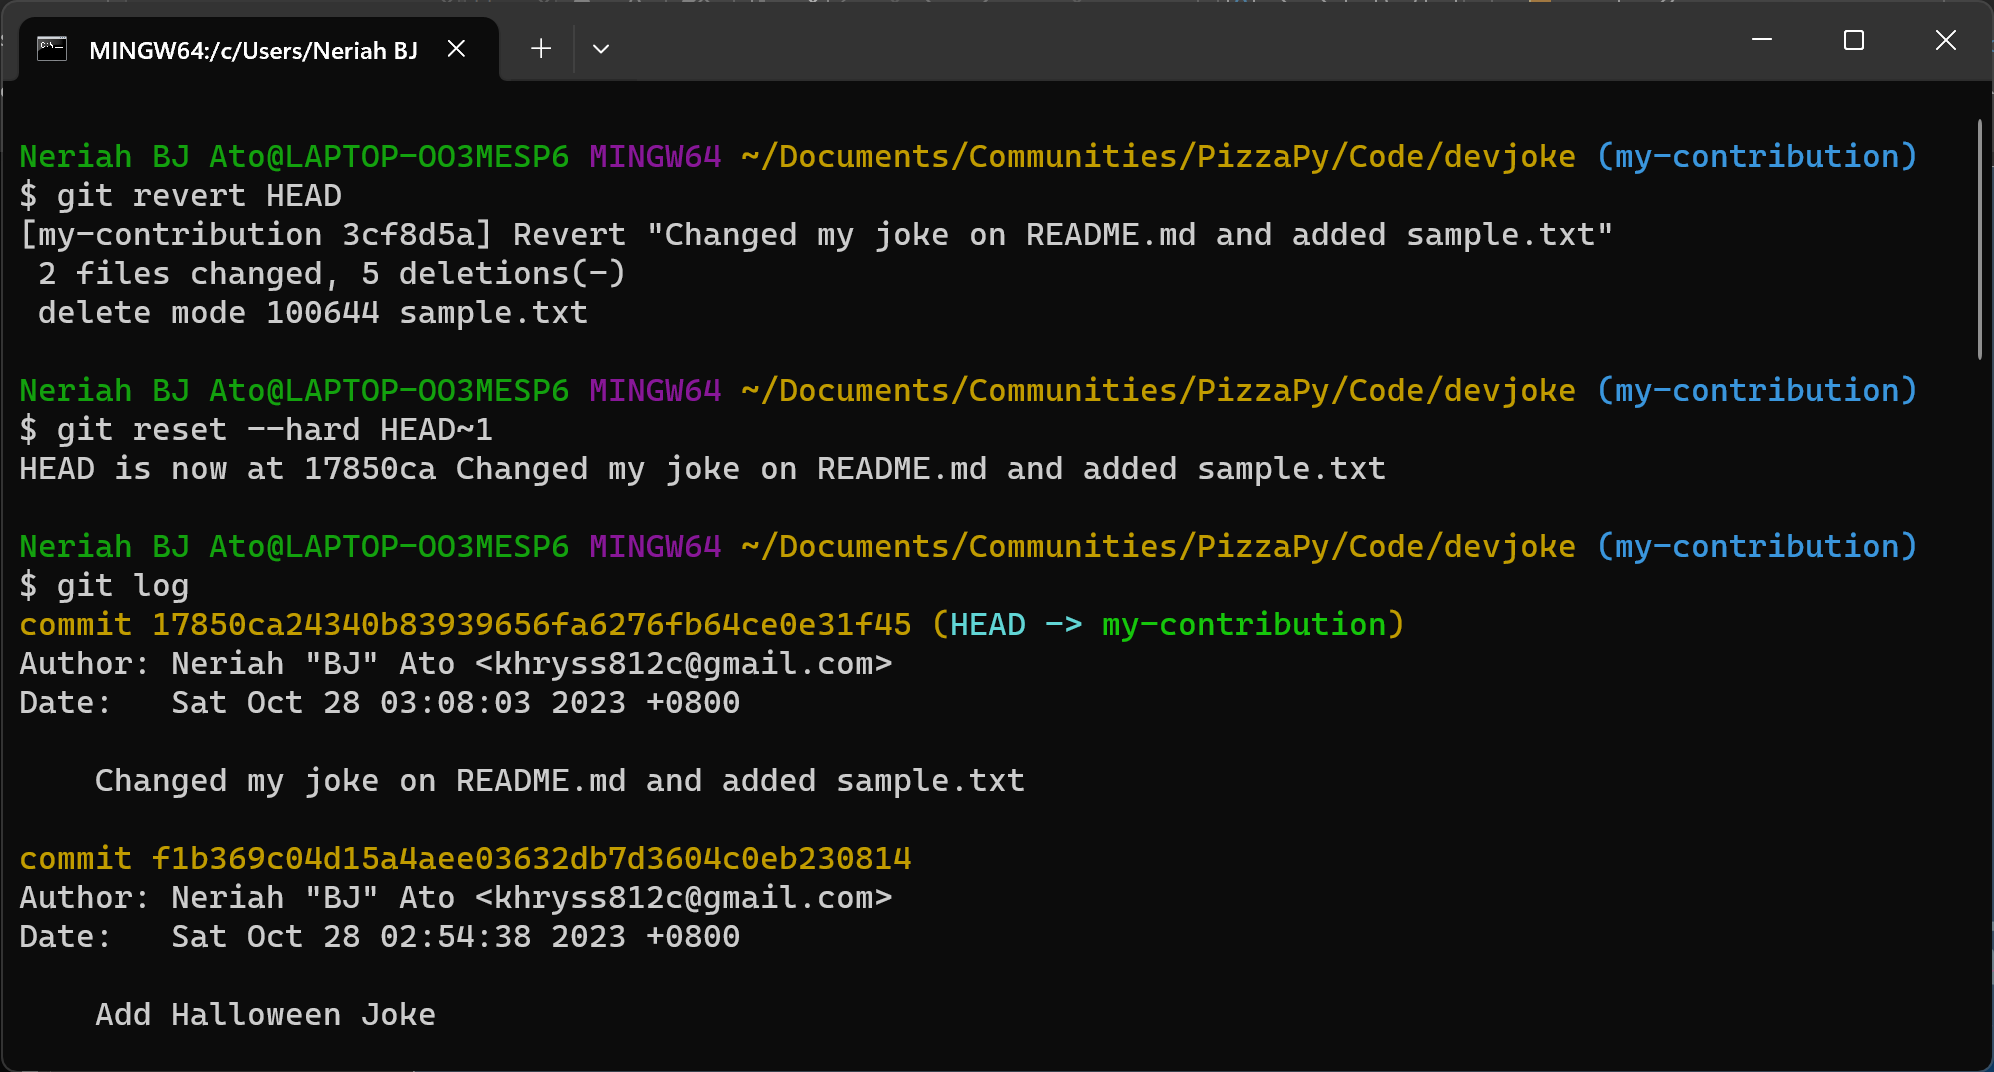 MINGW64:/c/Users/Neriah BJ
Neriah BJ Ato@LAPTOP-OO3MESP6 MINGW64 ~/Documents/Communities/PizzaPy/Code/devjoke (my-contribution)
$ git revert HEAD
[my-contribution 3cf8d5a] Revert "Changed my joke on README.md and added sample.txt"
 2 files changed, 5 deletions(-)
 delete mode 100644 sample.txt
Neriah BJ Ato@LAPTOP-OO3MESP6 MINGW64 ~/Documents/Communities/PizzaPy/Code/devjoke (my-contribution)
$ git reset --hard HEAD~1
HEAD is now at 17850ca Changed my joke on README.md and added sample.txt
Neriah BJ Ato@LAPTOP-OO3MESP6 MINGW64 ~/Documents/Communities/PizzaPy/Code/devjoke (my-contribution)
$ git log
commit 17850ca24340b83939656fa6276fb64ce0e31f45 (HEAD -> my-contribution)
Author: Neriah "BJ" Ato <khryss812c@gmail.com>
Date:   Sat Oct 28 03:08:03 2023 +0800
    Changed my joke on README.md and added sample.txt
commit f1b369c04d15a4aee03632db7d3604c0eb230814
Author: Neriah "BJ" Ato <khryss812c@gmail.com>
Date:   Sat Oct 28 02:54:38 2023 +0800
    Add Halloween Joke